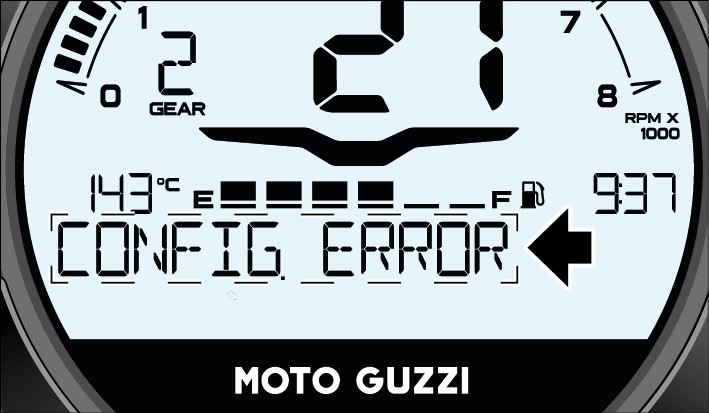 1
2
GEAR
0
21
7
8
RPM X
1000
143°C
E F
9:37
CONFIG. ERROR
MOTO GUZZI